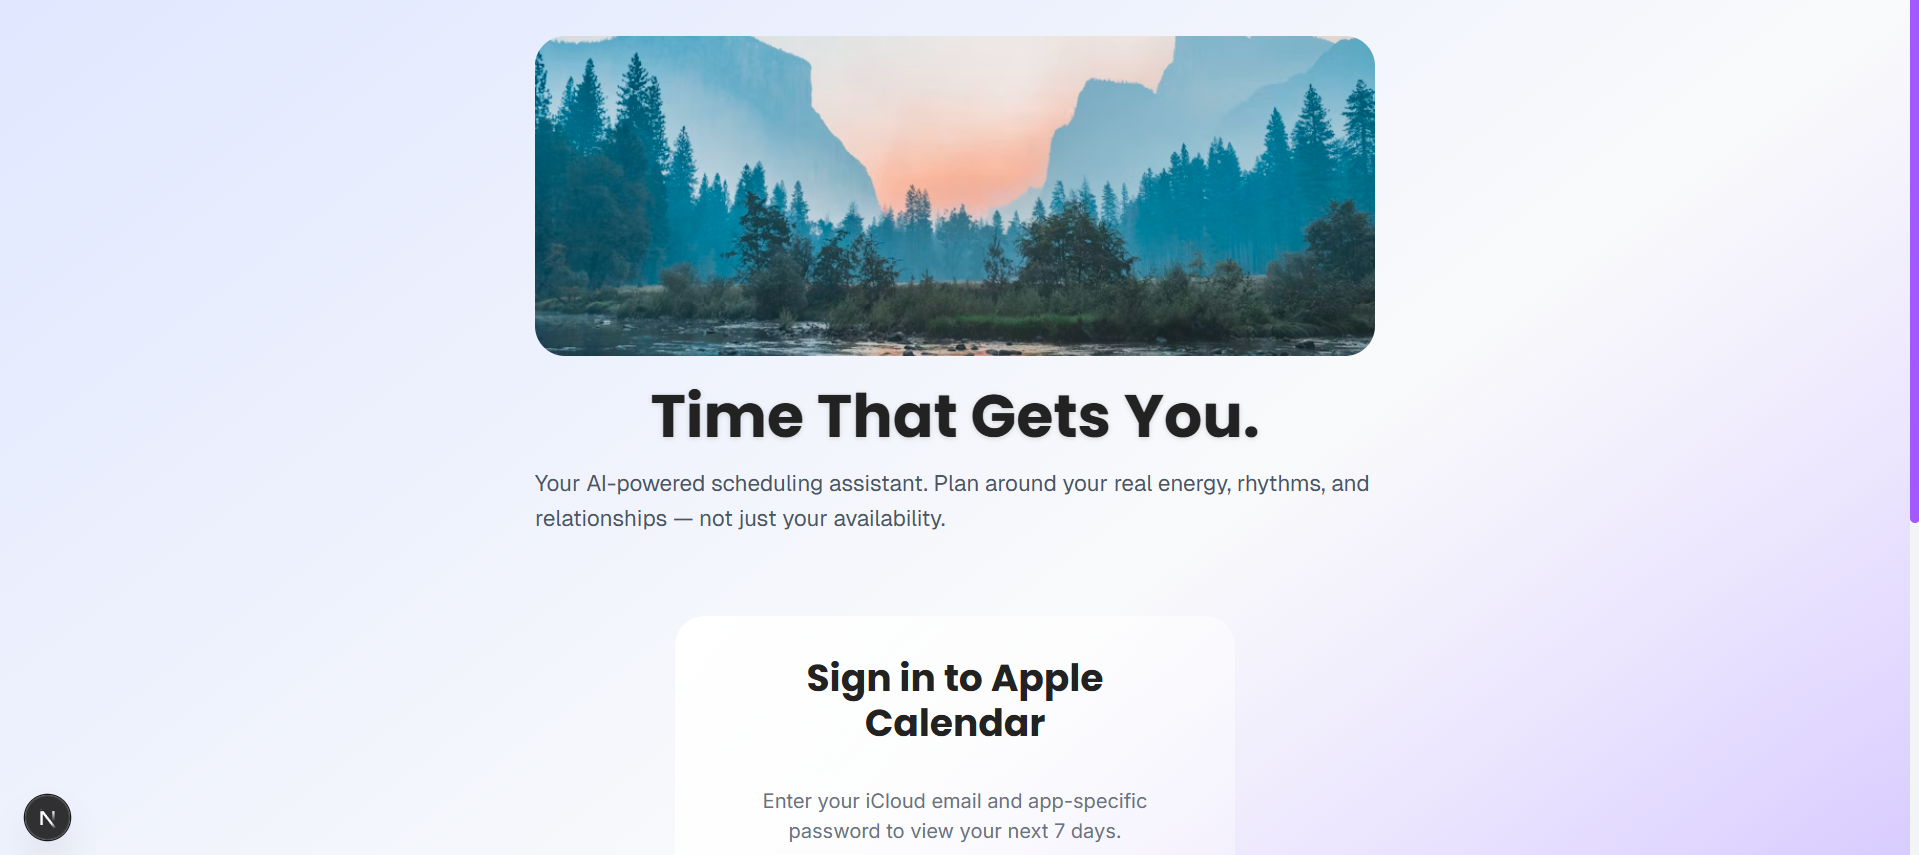 Time That Gets You.
Your AI-powered scheduling assistant. Plan around your real energy, rhythms, and
relationships — not just your availability.
Sign in to Apple
Calendar
Enter your iCloud email and app-specific
password to view your next 7 days.
N